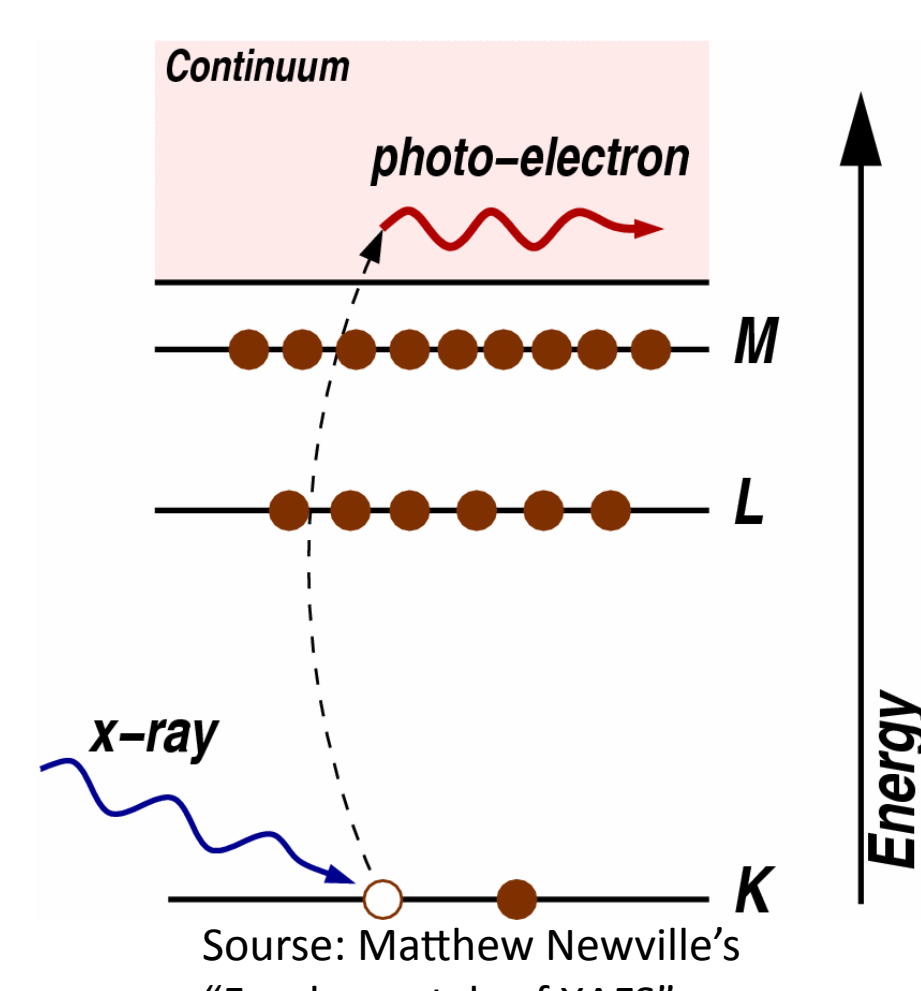 Continuum
photo–electron
M
L
x–ray
Energy
K
Sourse: Matthew Newville's